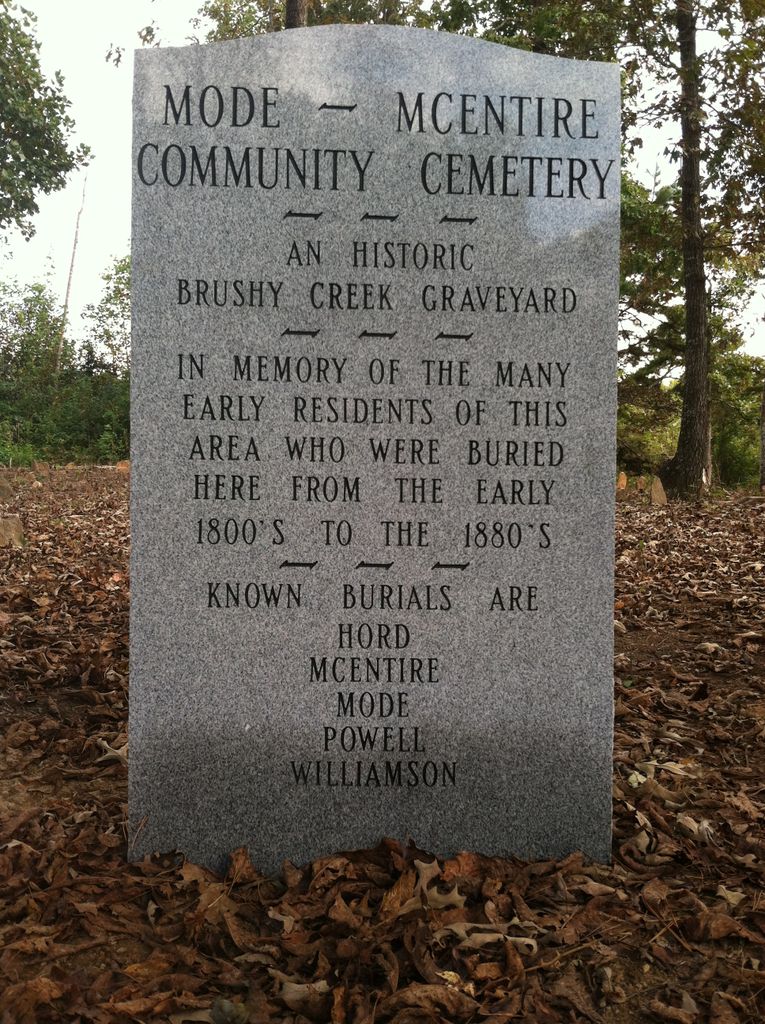 MODE — MCENTIRE
COMMUNITY CEMETERY
— — —
AN HISTORIC
BRUSHY CREEK GRAVEYARD
— — —
IN MEMORY OF THE MANY
EARLY RESIDENTS OF THIS
AREA WHO WERE BURIED
HERE FROM THE EARLY
1800'S TO THE 1880'S
— — —
KNOWN BURIALS ARE
HORD
MCENTIRE
MODE
POWELL
WILLIAMSON